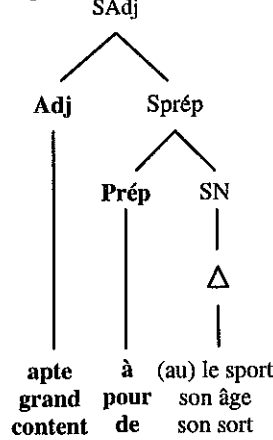 SAdj
Adj Sprép
Prép SN
Δ
apte à (au) le sport
grand pour son âge
content de son sort